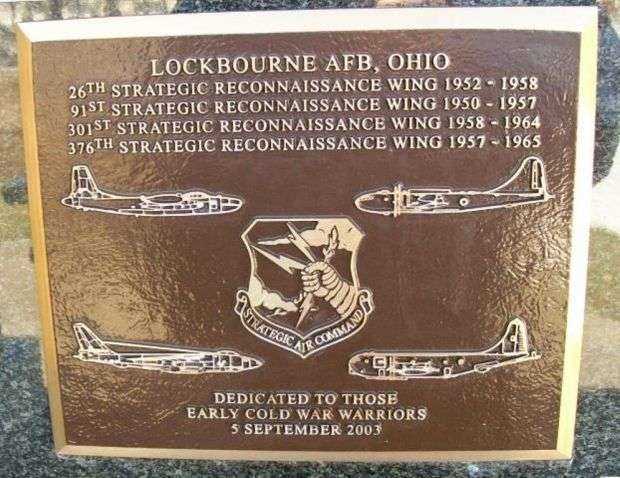 LOCKBOURNE AFB, OHIO
26TH STRATEGIC RECONNAISSANCE WING 1952 - 1958
91ST STRATEGIC RECONNAISSANCE WING 1950 - 1957
301ST STRATEGIC RECONNAISSANCE WING 1958 - 1964
376TH STRATEGIC RECONNAISSANCE WING 1957 - 1965
STRATEGIC AIR COMMAND
DEDICATED TO THOSE
EARLY COLD WAR WARRIORS
5 SEPTEMBER 2003